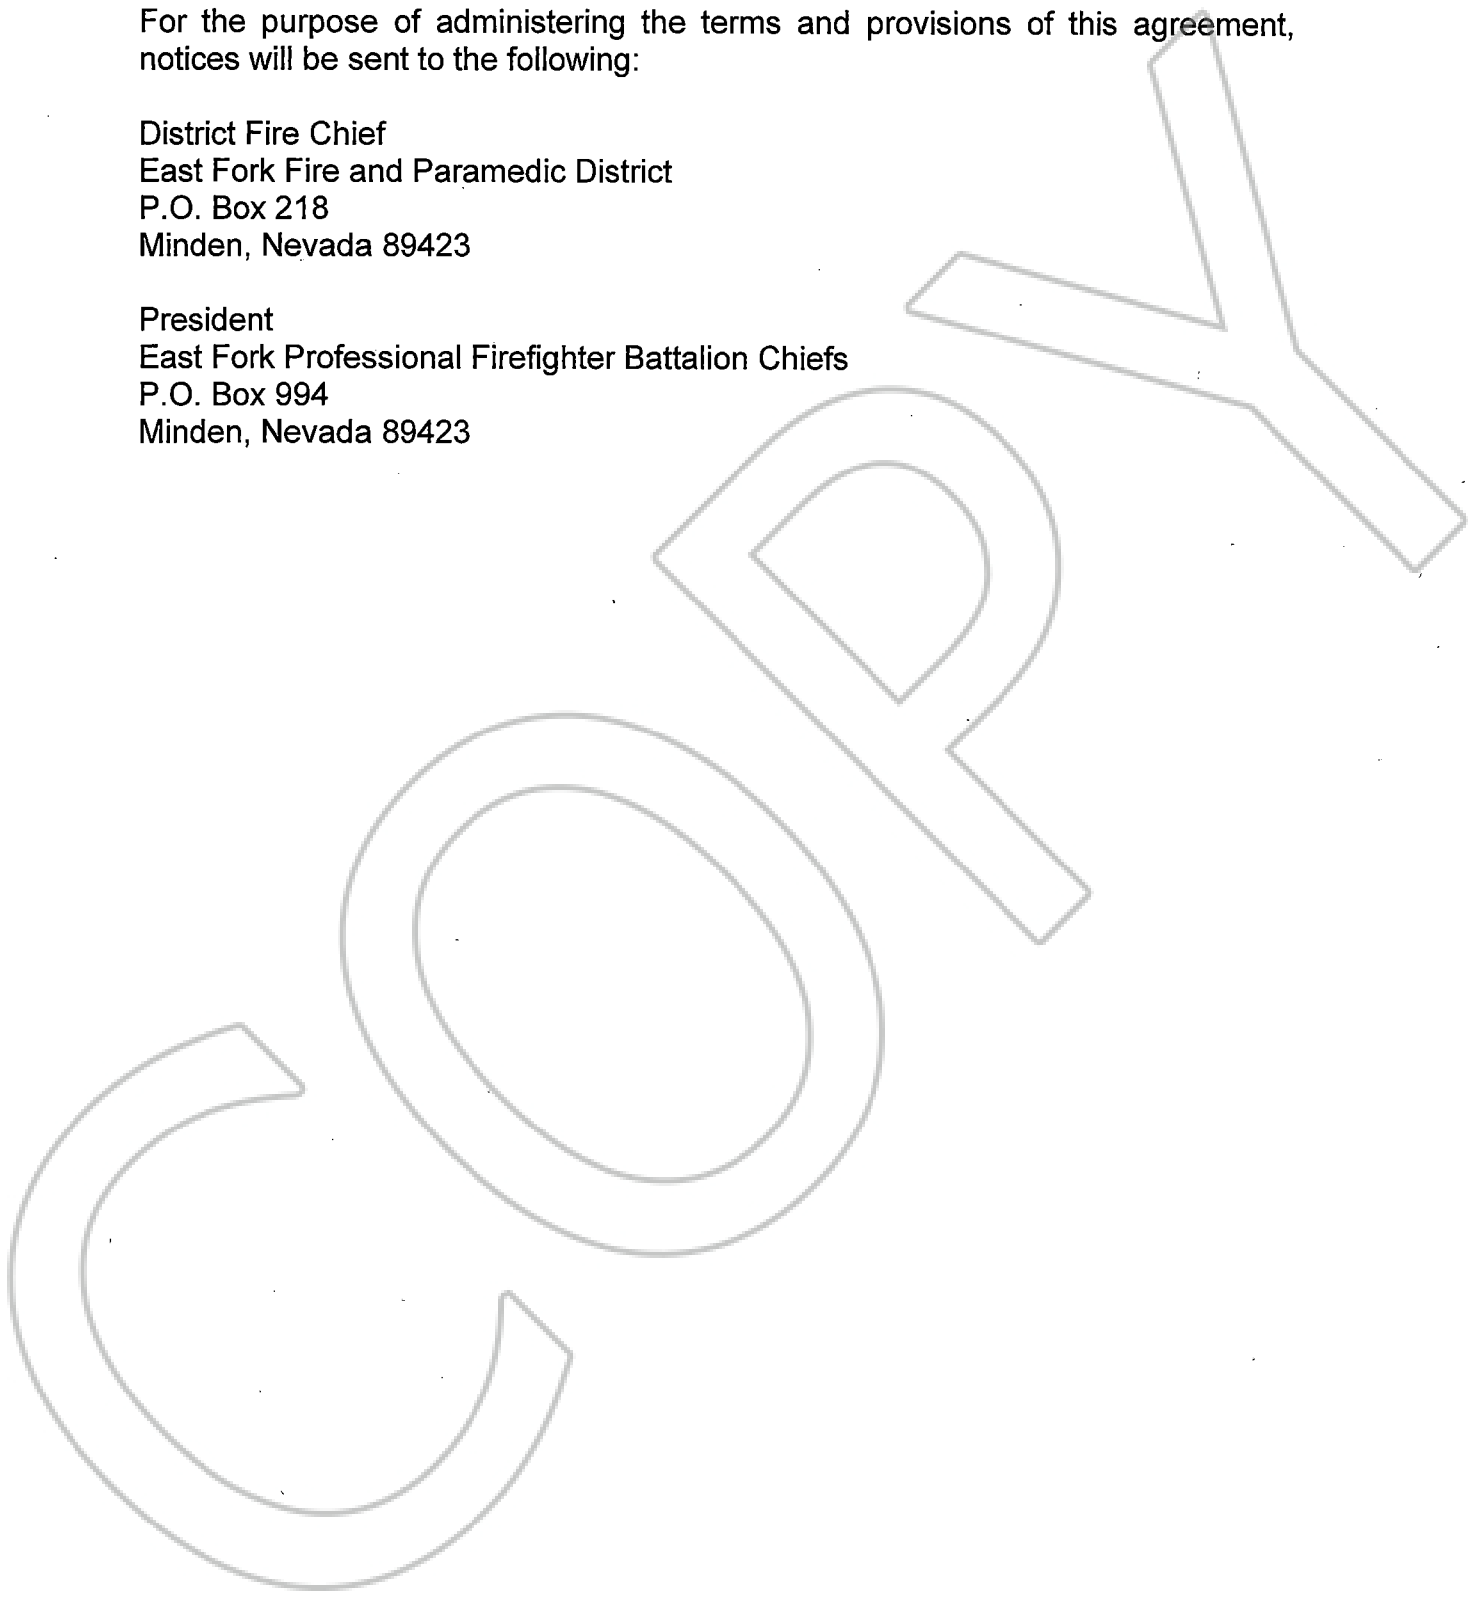 For the purpose of administering the terms and provisions of this agreement,
notices will be sent to the following:
District Fire Chief
East Fork Fire and Paramedic District
P.O. Box 218
Minden, Nevada 89423
President
East Fork Professional Firefighter Battalion Chiefs
P.O. Box 994
Minden, Nevada 89423
COPY